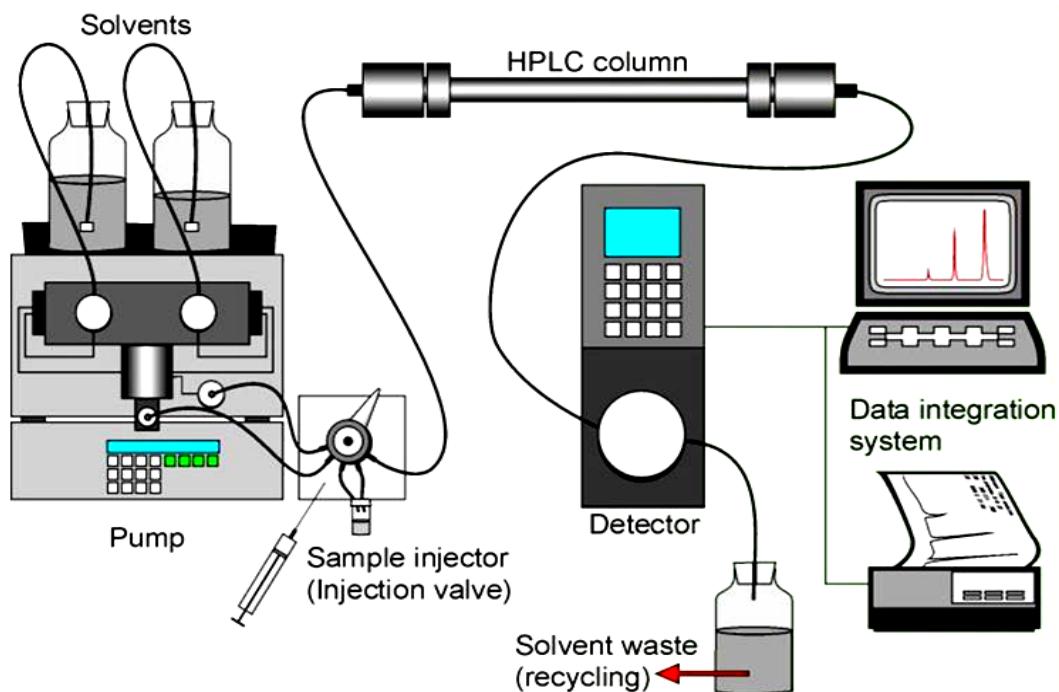 Solvents
HPLC column
Pump
Sample injector
(Injection valve)
Detector
Data integration
system
Solvent waste
(recycling)